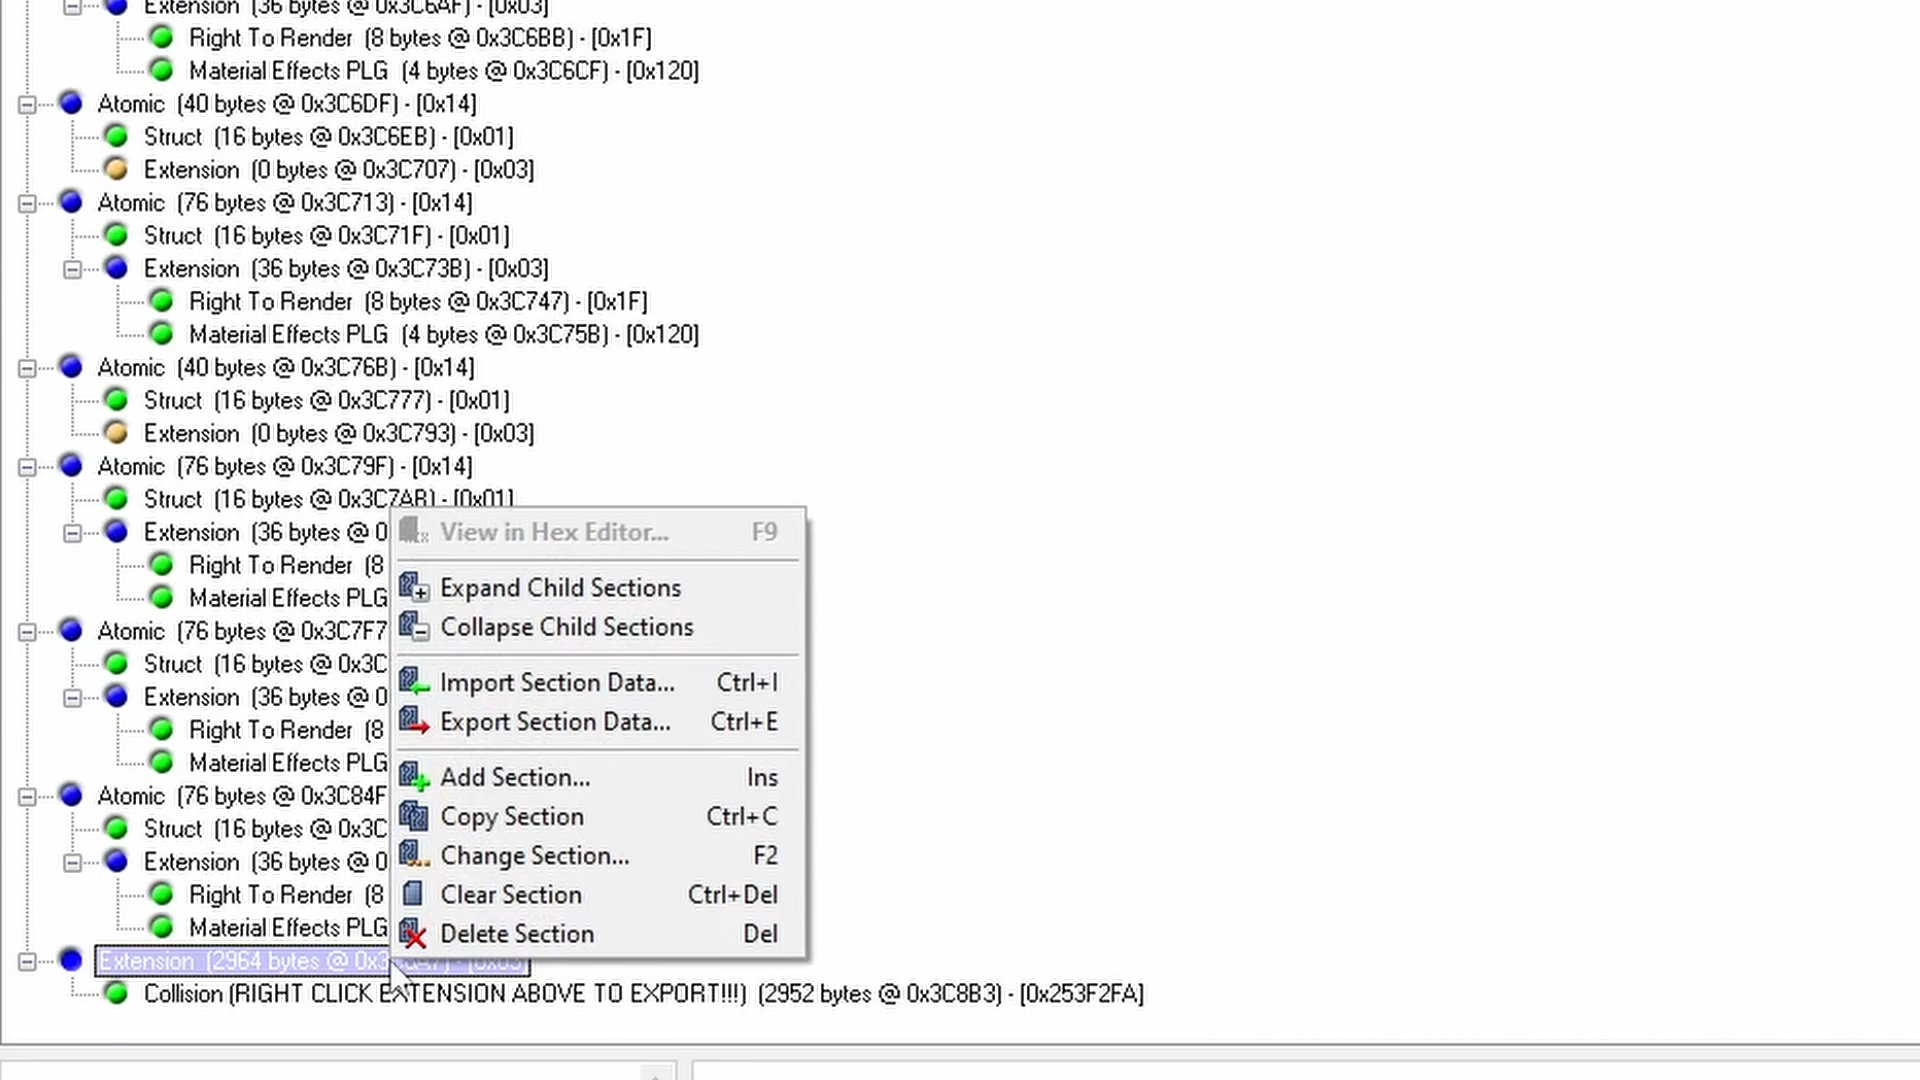 Extension (36 bytes @ 0x3C6AF) - [0x03]
Right To Render (8 bytes @ 0x3C6BB) - [0x1F]
Material Effects PLG (4 bytes @ 0x3C6CF) - [0x120]
Atomic (40 bytes @ 0x3C6DF) - [0x14]
Struct (16 bytes @ 0x3C6EB) - [0x01]
Extension (0 bytes @ 0x3C707) - [0x03]
Atomic (76 bytes @ 0x3C713) - [0x14]
Struct (16 bytes @ 0x3C71F) - [0x01]
Extension (36 bytes @ 0x3C73B) - [0x03]
Right To Render (8 bytes @ 0x3C747) - [0x1F]
Material Effects PLG (4 bytes @ 0x3C75B) - [0x120]
Atomic (40 bytes @ 0x3C76B) - [0x14]
Struct (16 bytes @ 0x3C777) - [0x01]
Extension (0 bytes @ 0x3C793) - [0x03]
Atomic (76 bytes @ 0x3C79F) - [0x14]
Struct (16 bytes @ 0x3C7AB) - [0x01]
Extension (36 bytes @ 0
Right To Render (8
Material Effects PLG
Atomic (76 bytes @ 0x3C7F7
Struct (16 bytes @ 0x3C
Extension (36 bytes @ 0
Right To Render (8
Material Effects PLG
Atomic (76 bytes @ 0x3C84F
Struct (16 bytes @ 0x3C
Extension (36 bytes @ 0
Right To Render (8
Material Effects PLG
Extension (2964 bytes @
Collision (RIGHT CLICK EXTENSION ABOVE TO EXPORT!!!) (2952 bytes @ 0x3C8B3) - [0x253F2FA]
View in Hex Editor... F9
Expand Child Sections
Collapse Child Sections
Import Section Data... Ctrl+I
Export Section Data... Ctrl+E
Add Section... Ins
Copy Section Ctrl+C
Change Section... F2
Clear Section Ctrl+Del
Delete Section Del